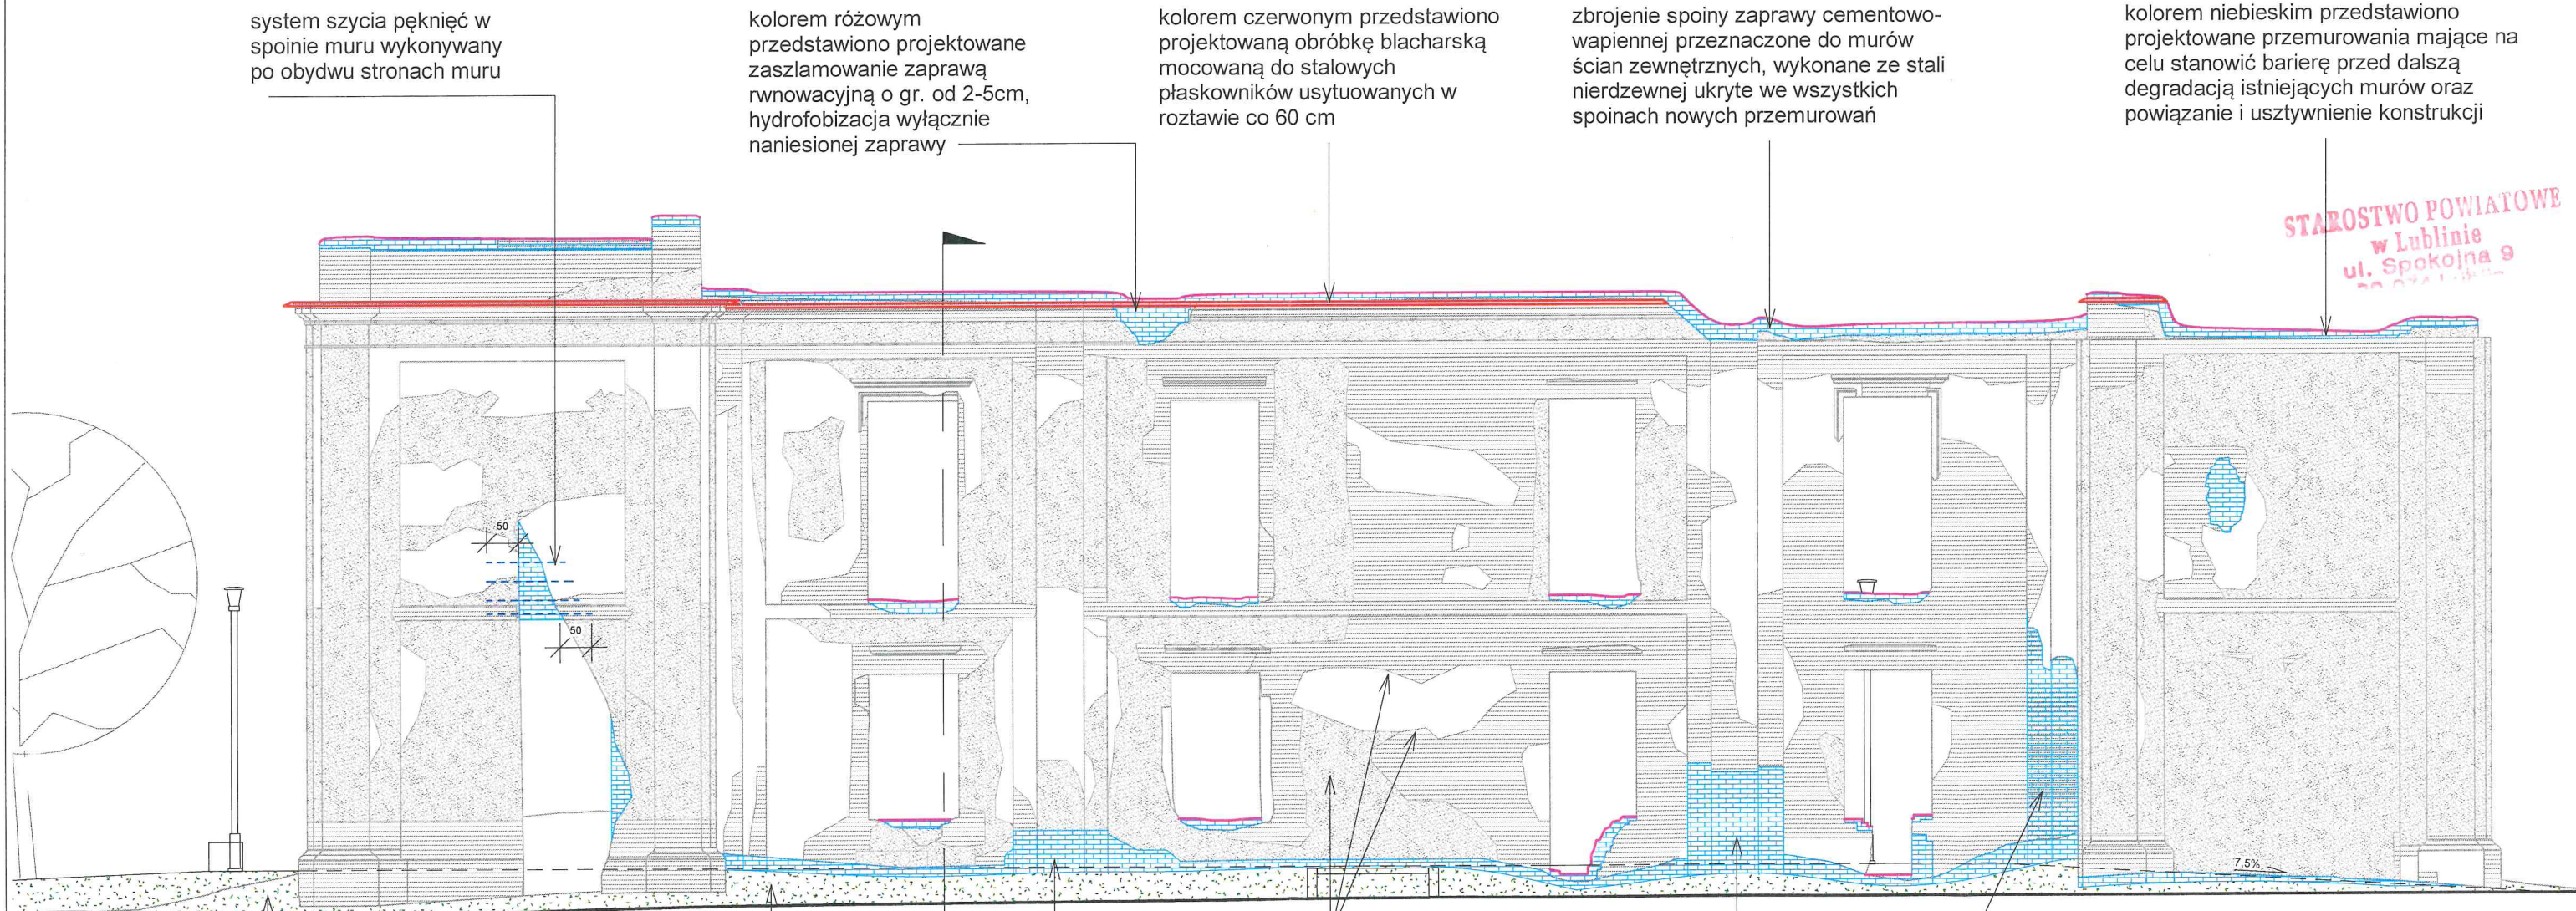 system szycia pęknięć w
spoinie muru wykonywany
po obydwu stronach muru
kolorem różowym
przedstawiono projektowane
zaszlamowanie zaprawą
rwnowacyjną o gr. od 2-5cm,
hydrofobizacja wyłącznie
naniesionej zaprawy
kolorem czerwonym przedstawiono
projektowaną obróbkę blacharską
mocowaną do stalowych
płaskowników usytuowanych w
roztawie co 60 cm
zbrojenie spoiny zaprawy cementowo-
wapiennej przeznaczone do murów
ścian zewnętrznych, wykonane ze stali
nierdzewnej ukryte we wszystkich
spoinach nowych przemurowań
kolorem niebieskim przedstawiono
projektowane przemurowania mające na
celu stanowić barierę przed dalszą
degradacją istniejących murów oraz
powiązanie i usztywnienie konstrukcji
STAROSTWO POWIATOWE
w Lublinie
ul. Spokojna 9
50
50
7,5%